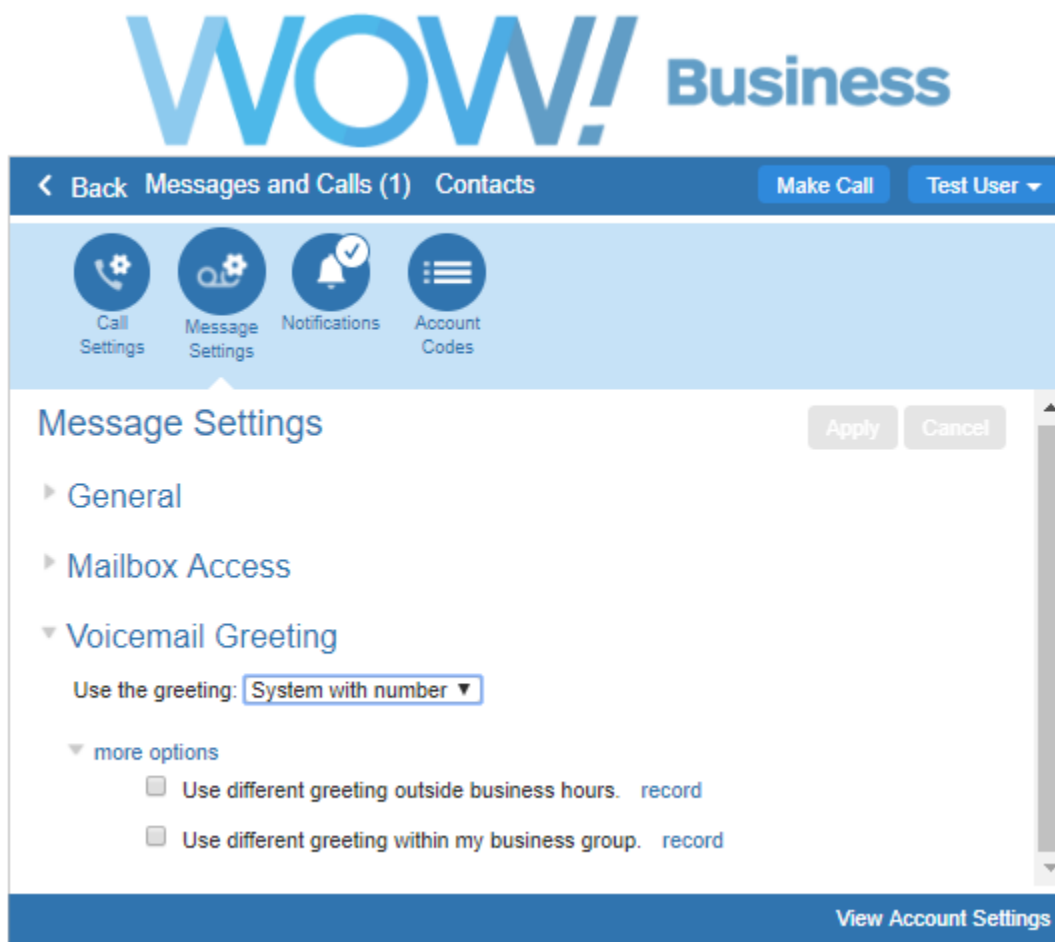 WOW! Business
Back Messages and Calls (1) Contacts Make Call Test User
Call Settings
Message Settings
Notifications
Account Codes
Message Settings Apply Cancel
General
Mailbox Access
Voicemail Greeting
Use the greeting: System with number
more options
Use different greeting outside business hours. record
Use different greeting within my business group. record
View Account Settings